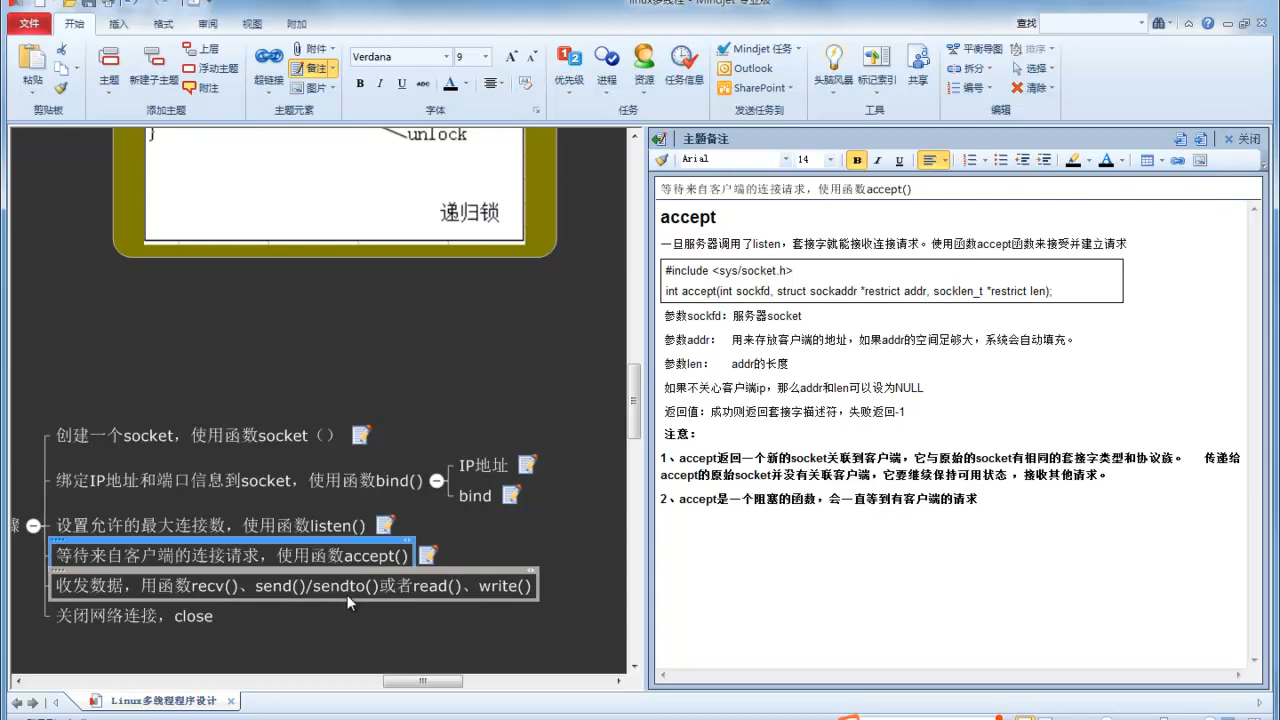 linux多线程 - Mindjet 专业版
文件 开始 插入 格式 审阅 视图 附加 查找
粘贴
剪贴板
主题 新建子主题 上层 浮动主题 附注
添加主题
超链接 附件 备注 图片
主题元素
Verdana 9
B I U abc A
字体
优先级 进程 资源 任务信息
任务
Mindjet 任务
Outlook
SharePoint
发送任务到
头脑风暴 标记索引 共享
工具
平衡导图 排序
拆分 选择
编号 清除
编辑
}
unlock
递归锁
创建一个socket，使用函数socket（）
绑定IP地址和端口信息到socket，使用函数bind()
IP地址
bind
骤
设置允许的最大连接数，使用函数listen()
等待来自客户端的连接请求，使用函数accept()
收发数据，用函数recv()、send()/sendto()或者read()、write()
关闭网络连接，close
Linux多线程程序设计
主题备注 关闭
Arial 14 B I U A
等待来自客户端的连接请求，使用函数accept()
accept
一旦服务器调用了listen，套接字就能接收连接请求。使用函数accept函数来接受并建立请求
#include <sys/socket.h>
int accept(int sockfd, struct sockaddr *restrict addr, socklen_t *restrict len);
参数sockfd：服务器socket
参数addr： 用来存放客户端的地址，如果addr的空间足够大，系统会自动填充。
参数len： addr的长度
如果不关心客户端ip，那么addr和len可以设为NULL
返回值：成功则返回套接字描述符，失败返回-1
注意：
1、accept返回一个新的socket关联到客户端，它与原始的socket有相同的套接字类型和协议族。 传递给
accept的原始socket并没有关联客户端，它要继续保持可用状态 ，接收其他请求。
2、accept是一个阻塞的函数，会一直等到有客户端的请求